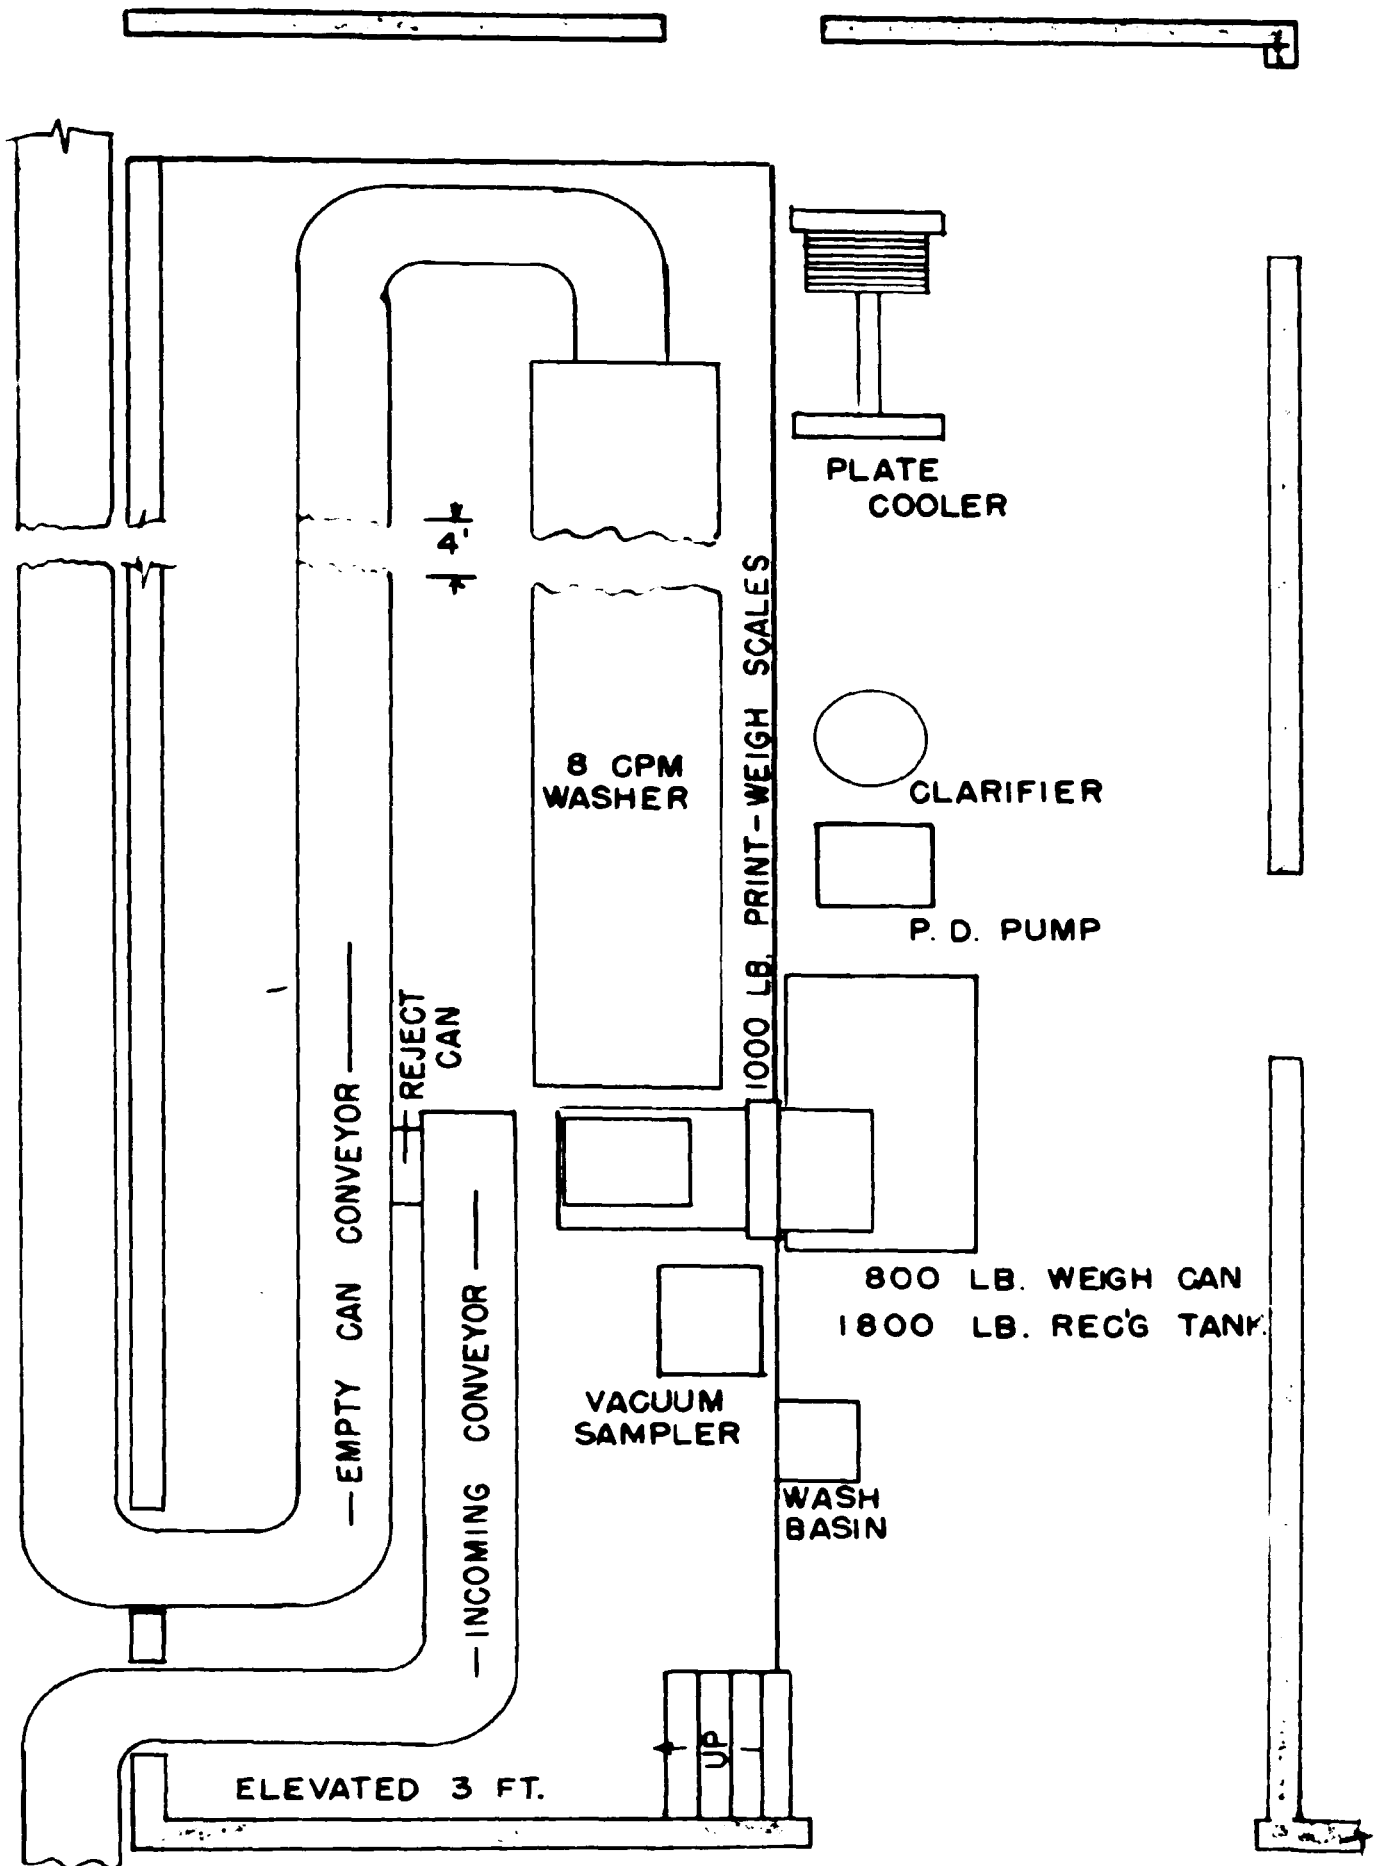 PLATE
COOLER
4'
1000 LB. PRINT-WEIGH SCALES
8 CPM
WASHER
CLARIFIER
P. D. PUMP
REJECT
CAN
—EMPTY CAN CONVEYOR—
—INCOMING CONVEYOR—
800 LB. WEIGH CAN
1800 LB. REC'G TANK
VACUUM
SAMPLER
WASH
BASIN
UP
ELEVATED 3 FT.